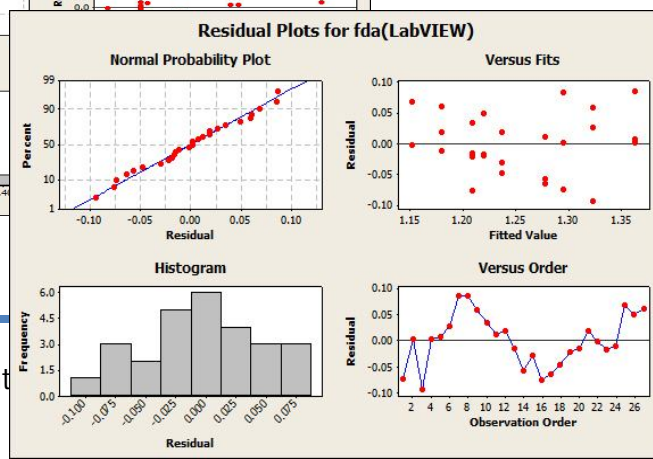 0.0
Residual Plots for fda(LabVIEW)
Normal Probability Plot
99
90
50
10
1
Percent
-0.10 -0.05 0.00 0.05 0.10
Residual
Versus Fits
0.10
0.05
0.00
-0.05
-0.10
Residual
1.15 1.20 1.25 1.30 1.35
Fitted Value
Histogram
6.0
4.5
3.0
1.5
0.0
Frequency
-0.100 -0.075 -0.050 -0.025 0.000 0.025 0.050 0.075
Residual
Versus Order
0.10
0.05
0.00
-0.05
-0.10
Residual
2 4 6 8 10 12 14 16 18 20 22 24 26
Observation Order
t